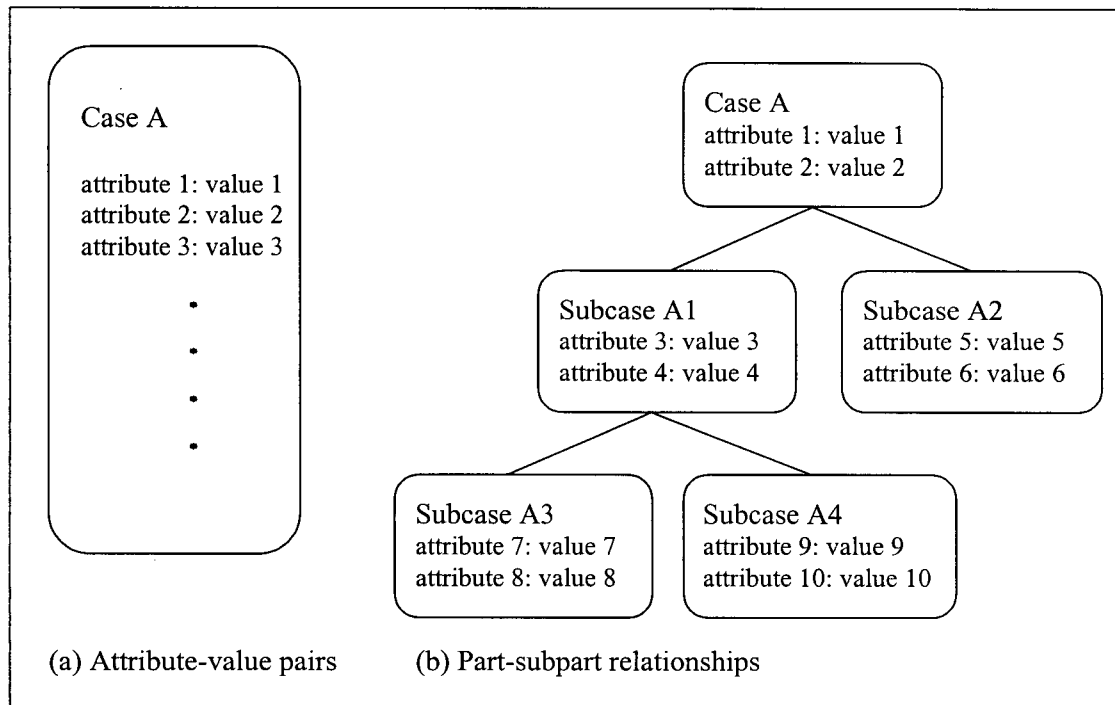 Case A
attribute 1: value 1
attribute 2: value 2
attribute 3: value 3
(a) Attribute-value pairs
Case A
attribute 1: value 1
attribute 2: value 2
Subcase A1
attribute 3: value 3
attribute 4: value 4
Subcase A2
attribute 5: value 5
attribute 6: value 6
Subcase A3
attribute 7: value 7
attribute 8: value 8
Subcase A4
attribute 9: value 9
attribute 10: value 10
(b) Part-subpart relationships